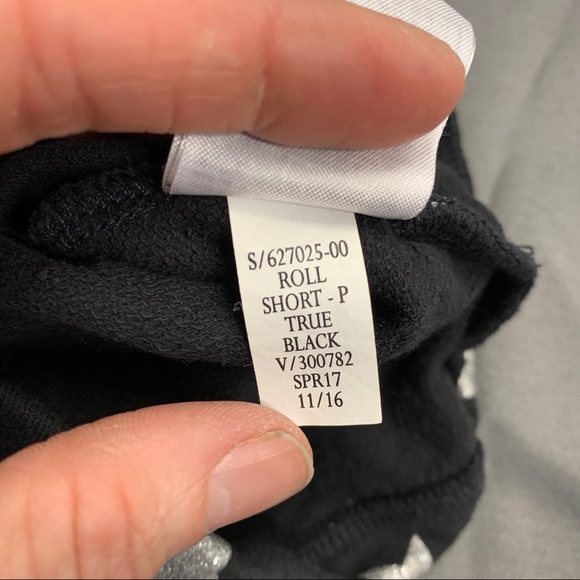 S/627025-00
ROLL
SHORT - P
TRUE
BLACK
V/300782
SPR17
11/16